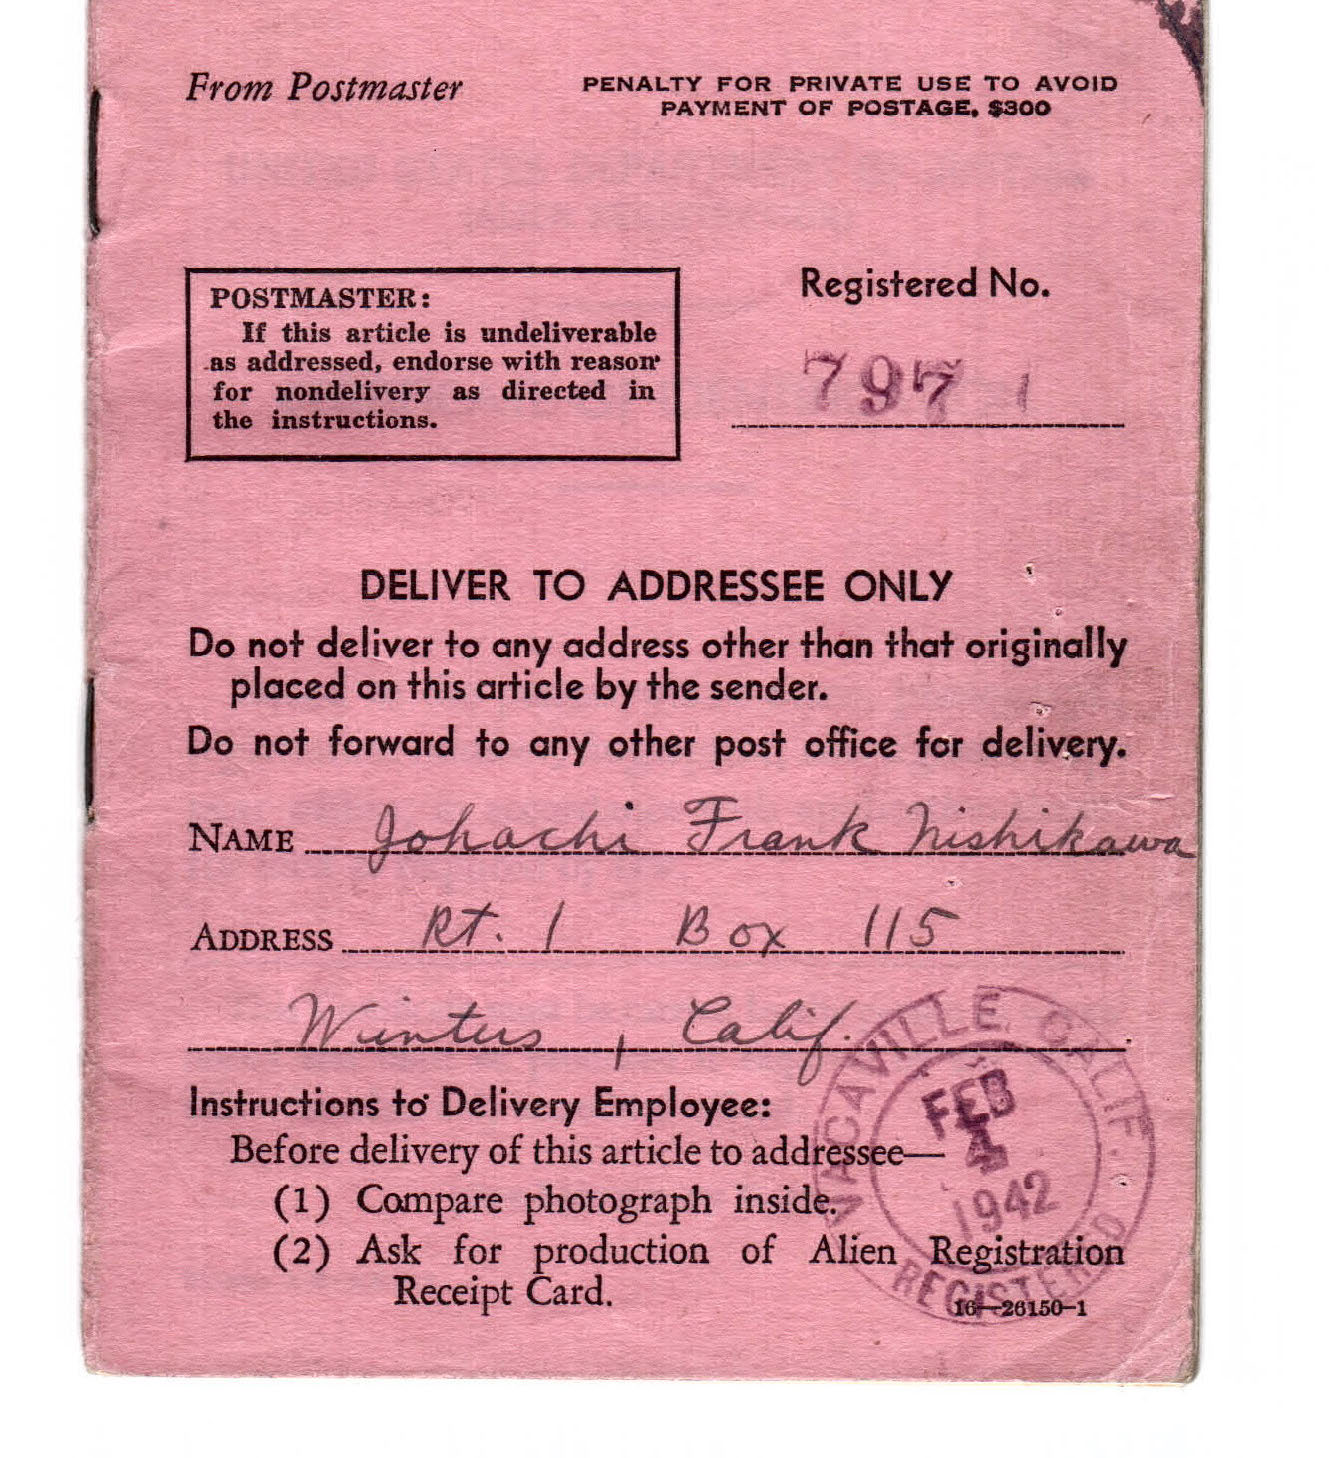 From Postmaster
PENALTY FOR PRIVATE USE TO AVOID
PAYMENT OF POSTAGE, $300
POSTMASTER:
If this article is undeliverable
as addressed, endorse with reason
for nondelivery as directed in
the instructions.
Registered No.
797 1
DELIVER TO ADDRESSEE ONLY
Do not deliver to any address other than that originally
placed on this article by the sender.
Do not forward to any other post office for delivery.
NAME Johachi Frank Nishikawa
ADDRESS Rt. 1 Box 115
Winters, Calif.
Instructions to Delivery Employee:
Before delivery of this article to addressee—
(1) Compare photograph inside.
(2) Ask for production of Alien Registration
Receipt Card.
16—26150-1
VACAVILLE, CALIF.
FEB
4
1942
REGISTERED